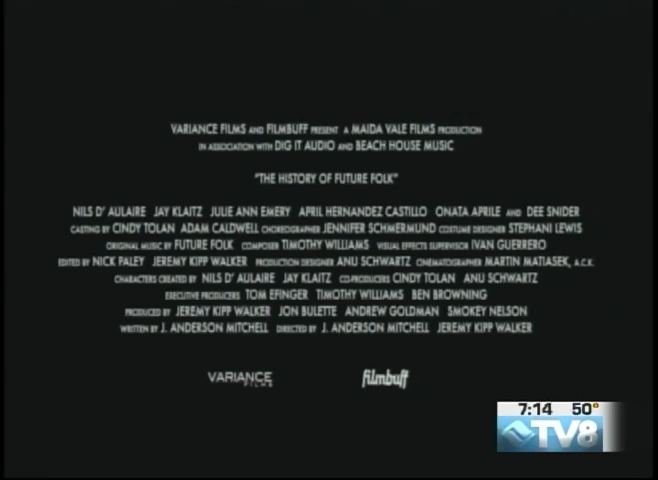 VARIANCE FILMS AND FILMBUFF PRESENT A MAIDA VALE FILMS PRODUCTION
IN ASSOCIATION WITH DIG IT AUDIO AND BEACH HOUSE MUSIC
"THE HISTORY OF FUTURE FOLK"
NILS D' AULAIRE JAY KLAITZ JULIE ANN EMERY APRIL HERNANDEZ CASTILLO ONATA APRILE AND DEE SNIDER
CASTING BY CINDY TOLAN ADAM CALDWELL CHOREOGRAPHER JENNIFER SCHMERMUND COSTUME DESIGNER STEPHANI LEWIS
ORIGINAL MUSIC BY FUTURE FOLK COMPOSER TIMOTHY WILLIAMS VISUAL EFFECTS SUPERVISOR IVAN GUERRERO
EDITED BY NICK PALEY JEREMY KIPP WALKER PRODUCTION DESIGNER ANU SCHWARTZ CINEMATOGRAPHER MARTIN MATIASEK, A.C.K.
CHARACTERS CREATED BY NILS D' AULAIRE JAY KLAITZ CO-PRODUCERS CINDY TOLAN ANU SCHWARTZ
EXECUTIVE PRODUCERS TOM EFINGER TIMOTHY WILLIAMS BEN BROWNING
PRODUCED BY JEREMY KIPP WALKER JON BULETTE ANDREW GOLDMAN SMOKEY NELSON
WRITTEN BY J. ANDERSON MITCHELL DIRECTED BY J. ANDERSON MITCHELL JEREMY KIPP WALKER
VARIANCE FILMS filmbuff
7:14 50°
TV8